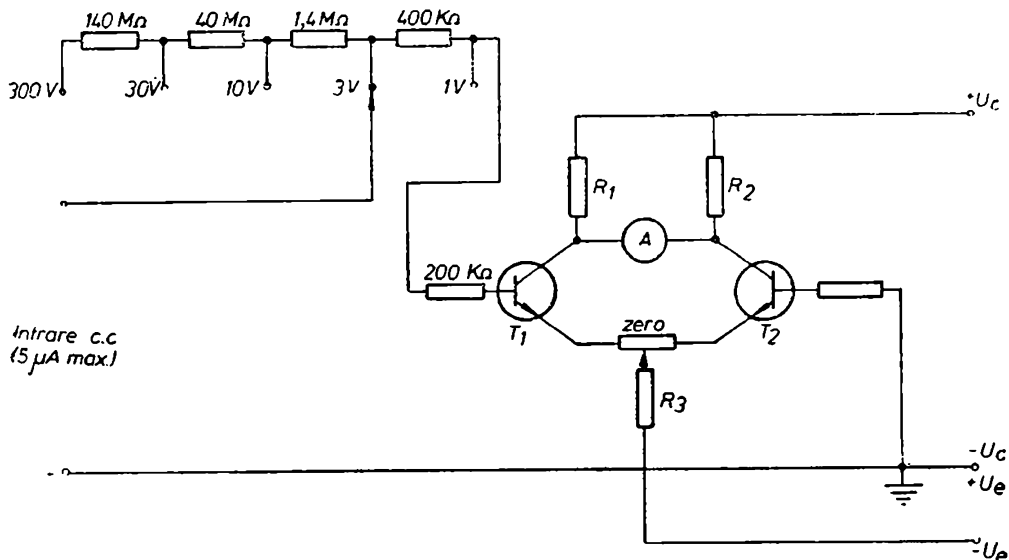 140 MΩ 40 MΩ 1,4 MΩ 400 KΩ
300 V 30V 10V 3V 1V
+Uc
R1 R2
A
200 KΩ
T1 zero T2
Intrare c.c
(5 µA max.)
R3
- -Uc
+Ue
-Ue